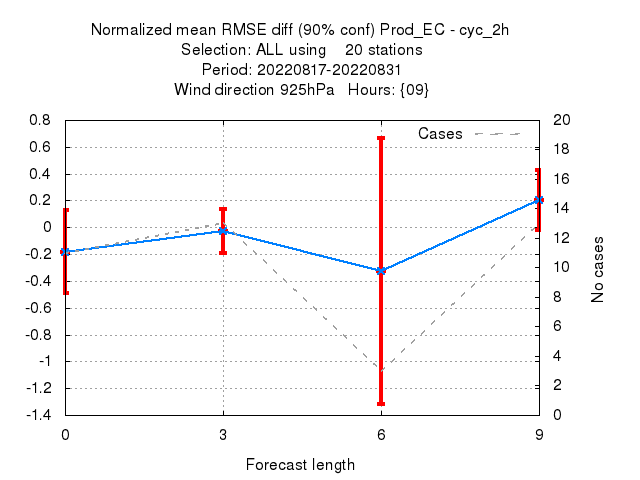 Normalized mean RMSE diff (90% conf) Prod_EC - cyc_2h
Selection: ALL using    20 stations
Period: 20220817-20220831
Wind direction 925hPa   Hours: {09}
Cases
0.8
0.6
0.4
0.2
0
-0.2
-0.4
-0.6
-0.8
-1
-1.2
-1.4
20
18
16
14
12
10
8
6
4
2
0
No cases
0 3 6 9
Forecast length